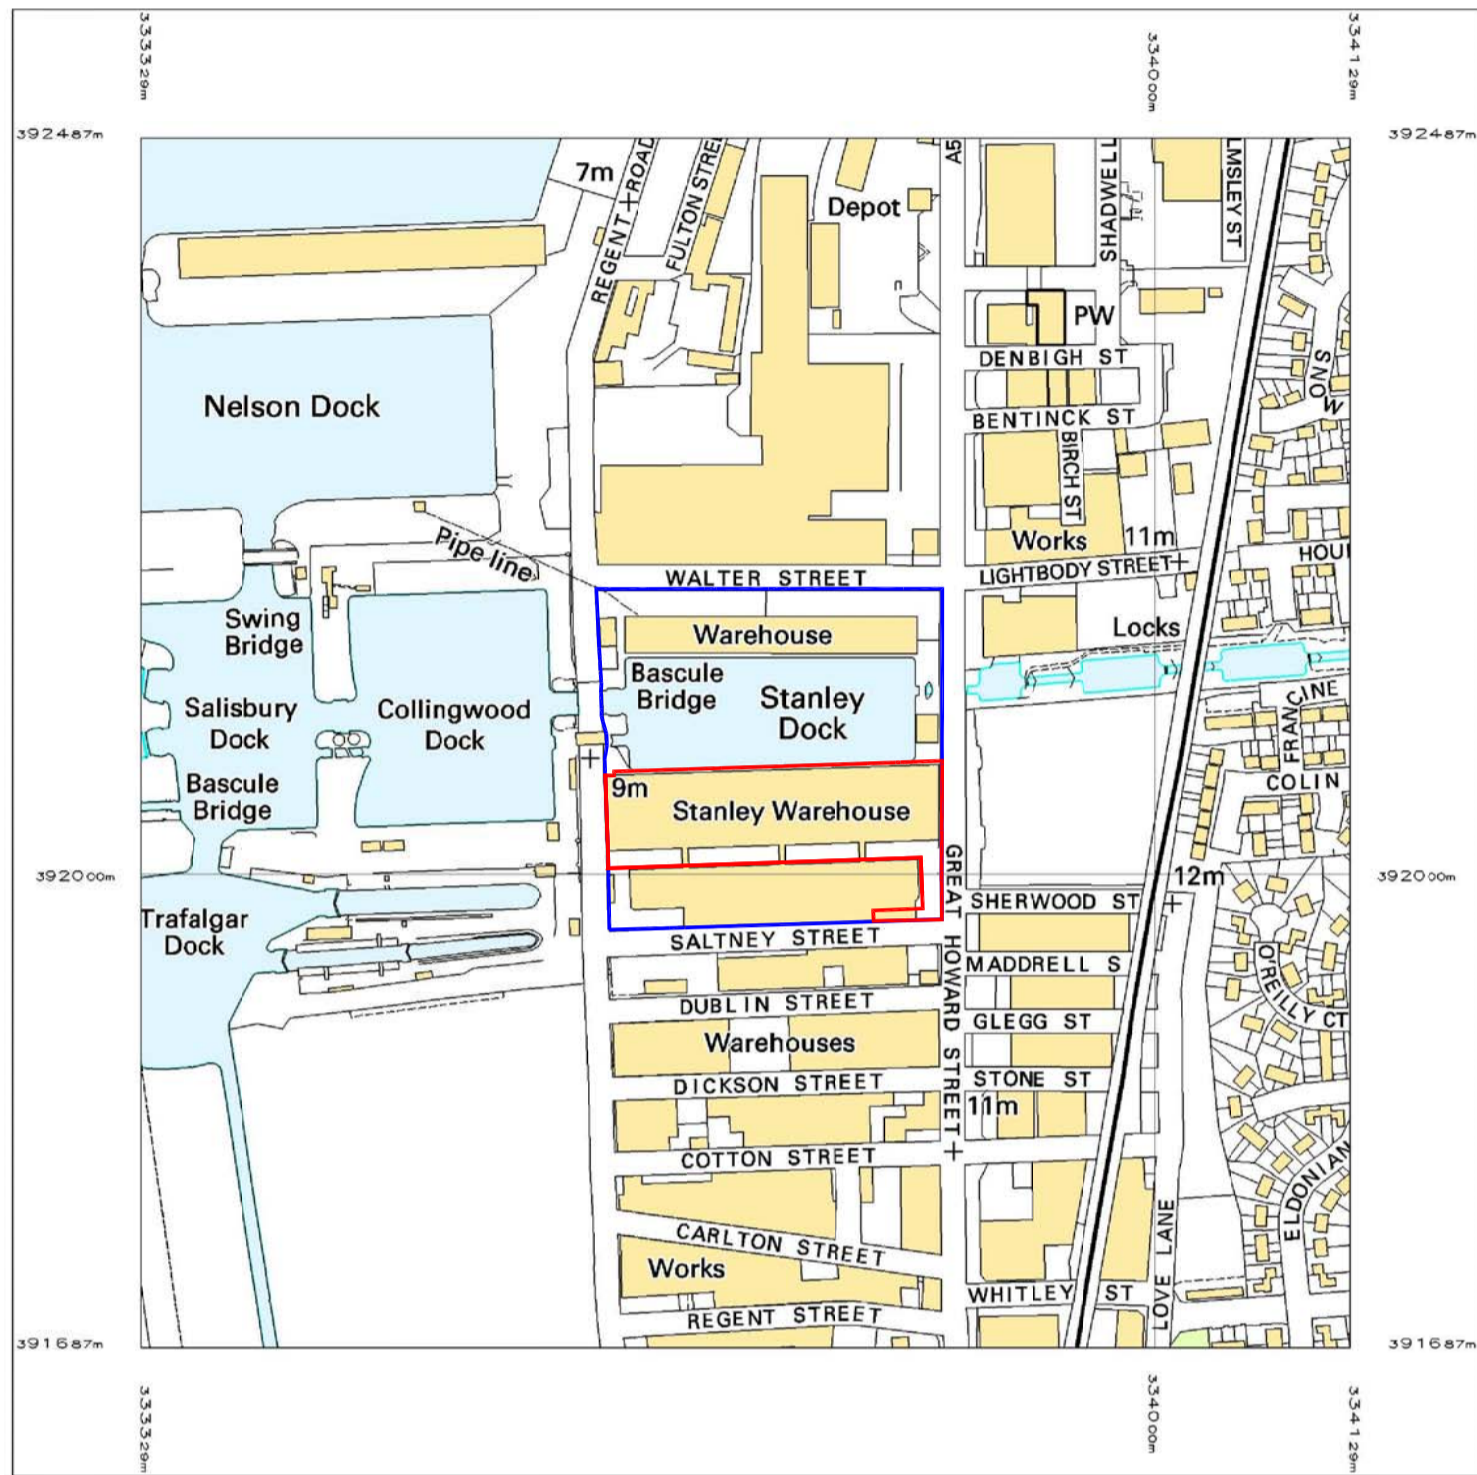 333329m
334000m
334129m
392487m
392487m
7m
REGENT ROAD
FULTON STREE
Depot
A5
SHADWELL
LMSLEY ST
PW
DENBIGH ST
BENTINCK ST
BIRCH ST
SNO
W
Nelson Dock
Pipe line
Works
11m
LIGHTBODY STREET
HOU
WALTER STREET
Swing
Bridge
Warehouse
Locks
Bascule
Bridge
Stanley
Dock
Salisbury
Dock
Collingwood
Dock
FRANCINE
COLIN
Bascule
Bridge
9m
Stanley Warehouse
392000m
392000m
12m
GREAT HOWARD STREET
SHERWOOD ST
Trafalgar
Dock
SALTNEY STREET
MADDRELL S
O'REILLY CT
DUBLIN STREET
GLEGG ST
Warehouses
DICKSON STREET
STONE ST
11m
COTTON STREET
ELDONIAN
CARLTON STREET
LOVE LANE
Works
WHITLEY ST
REGENT STREET
391687m
391687m
333329m
334000m
334129m